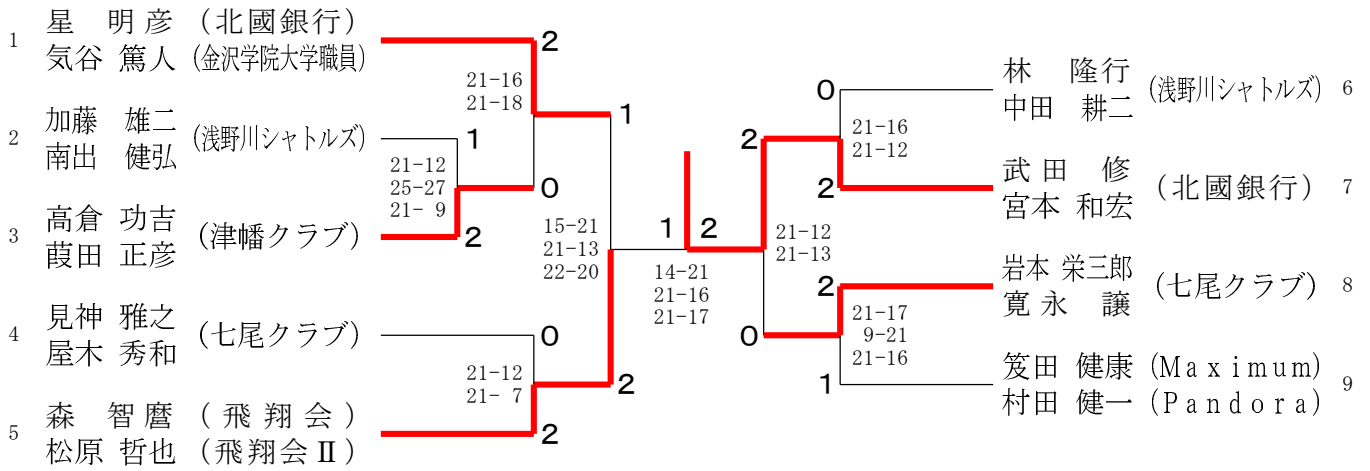 1 星 明彦 (北國銀行)
気谷 篤人 (金沢学院大学職員)
2 加藤 雄二 (浅野川シャトルズ)
南出 健弘
3 高倉 功吉 (津幡クラブ)
葭田 正彦
4 見神 雅之 (七尾クラブ)
屋木 秀和
5 森 智麿 (飛翔会)
松原 哲也 (飛翔会Ⅱ)
2
21-16
21-18
1
1
21-12
25-27
21- 9
0
2
15-21
21-13
22-20
0
21-12
21- 7
2
2
1 2
14-21
21-16
21-17
2
21-12
21-13
0
0
21-16
21-12
2
2
21-17
9-21
21-16
1
林 隆行 (浅野川シャトルズ) 6
中田 耕二
武田 修 (北國銀行) 7
宮本 和宏
岩本 栄三郎 (七尾クラブ) 8
寛永 譲
笈田 健康 (Maximum) 9
村田 健一 (Pandora)